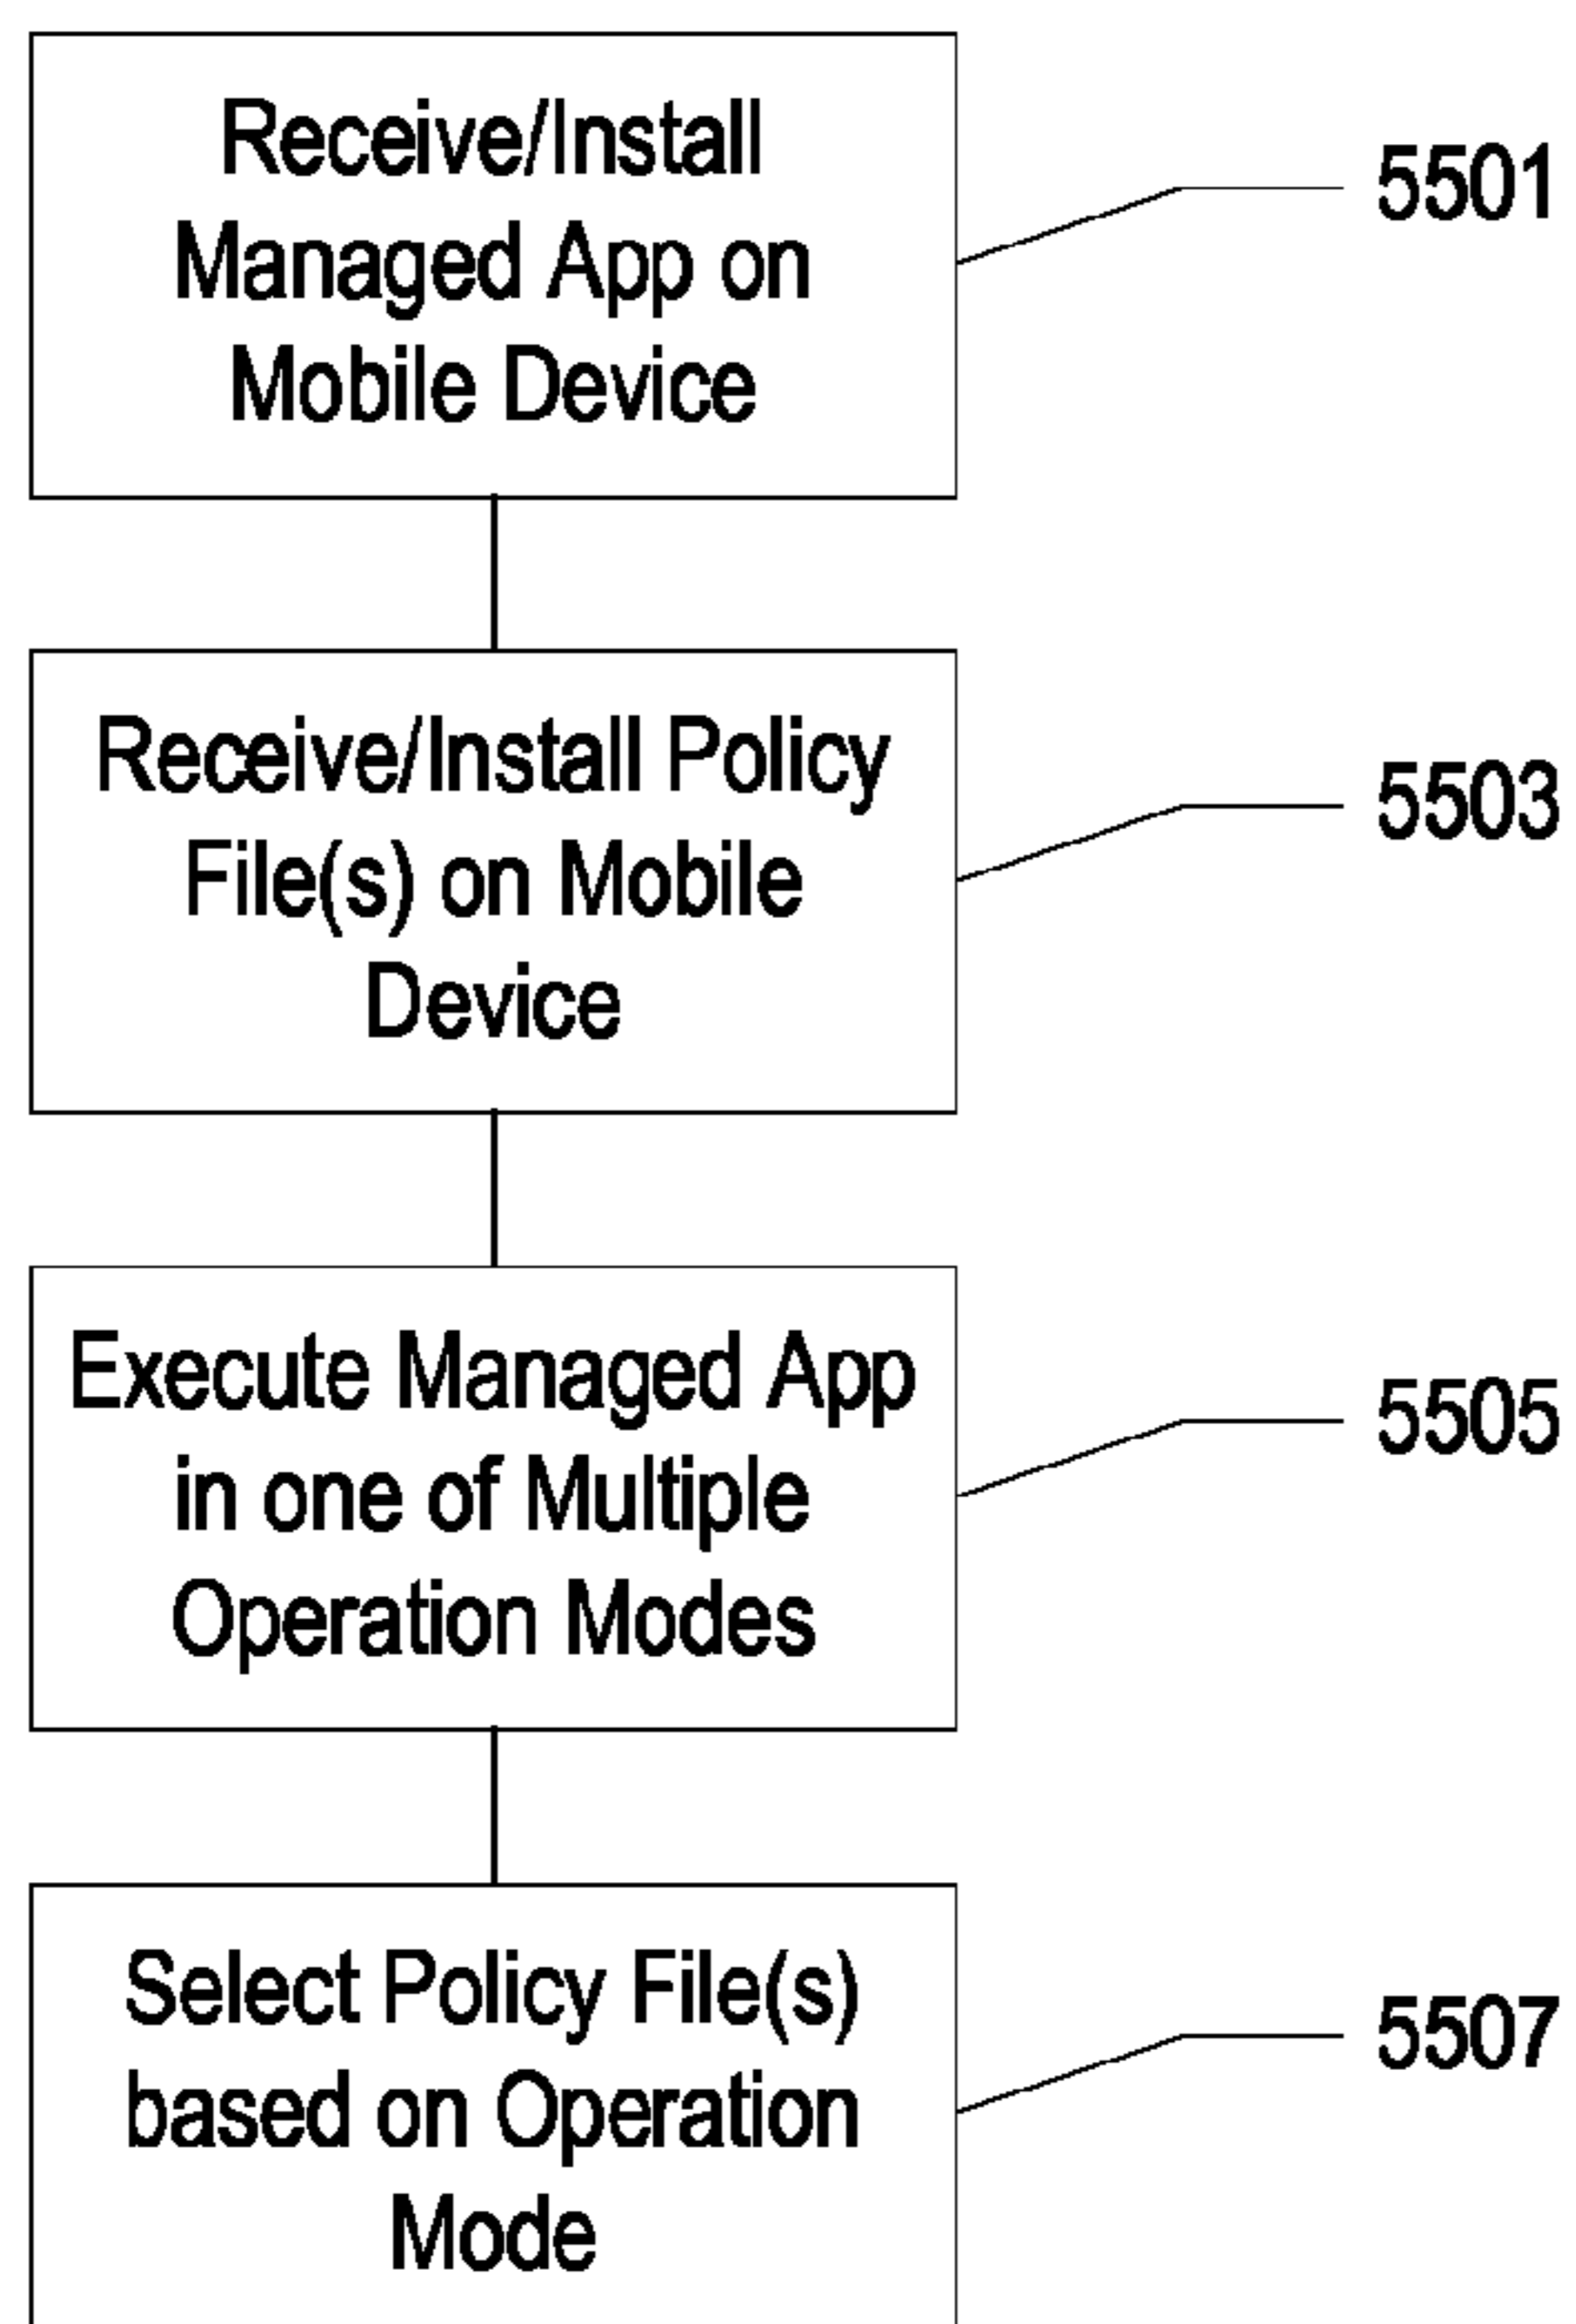 Receive/Install
Managed App on
Mobile Device
5501
Receive/Install Policy
File(s) on Mobile
Device
5503
Execute Managed App
in one of Multiple
Operation Modes
5505
Select Policy File(s)
based on Operation
Mode
5507